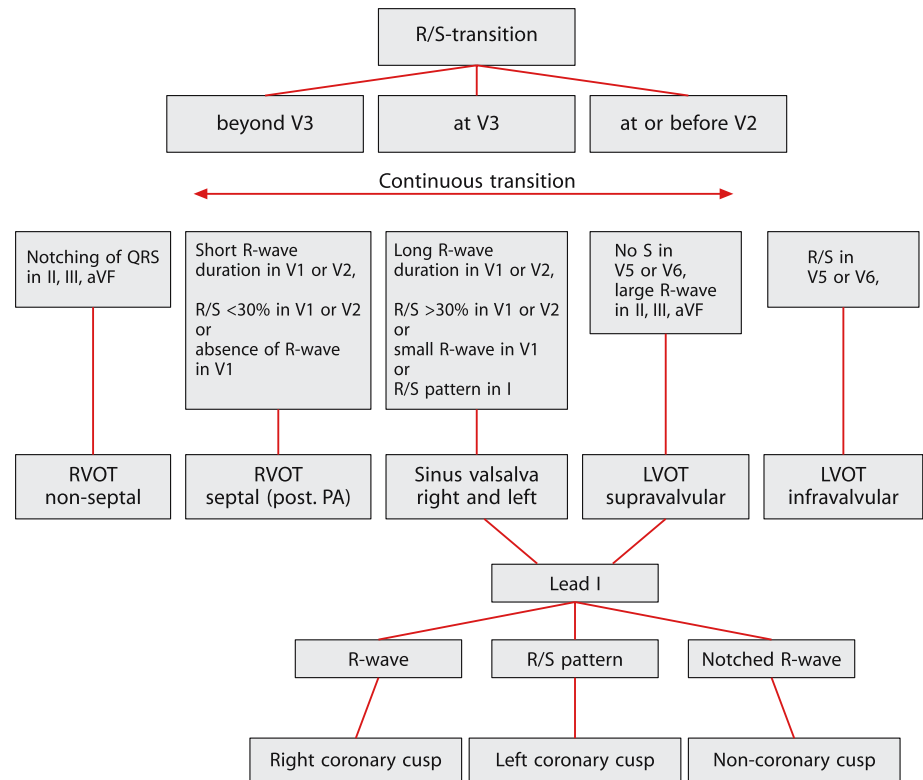 R/S-transition
beyond V3
at V3
at or before V2
Continuous transition
Notching of QRS
in II, III, aVF
Short R-wave
duration in V1 or V2,
R/S <30% in V1 or V2
or
absence of R-wave
in V1
Long R-wave
duration in V1 or V2,
R/S >30% in V1 or V2
or
small R-wave in V1
or
R/S pattern in I
No S in
V5 or V6,
large R-wave
in II, III, aVF
R/S in
V5 or V6,
RVOT
non-septal
RVOT
septal (post. PA)
Sinus valsalva
right and left
LVOT
supravalvular
LVOT
infravalvular
Lead I
R-wave
R/S pattern
Notched R-wave
Right coronary cusp
Left coronary cusp
Non-coronary cusp